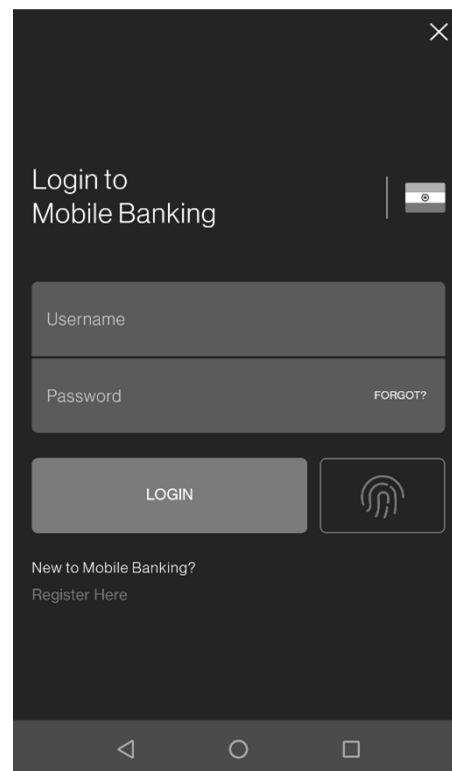 Login to
Mobile Banking
Username
Password FORGOT?
LOGIN
New to Mobile Banking?
Register Here